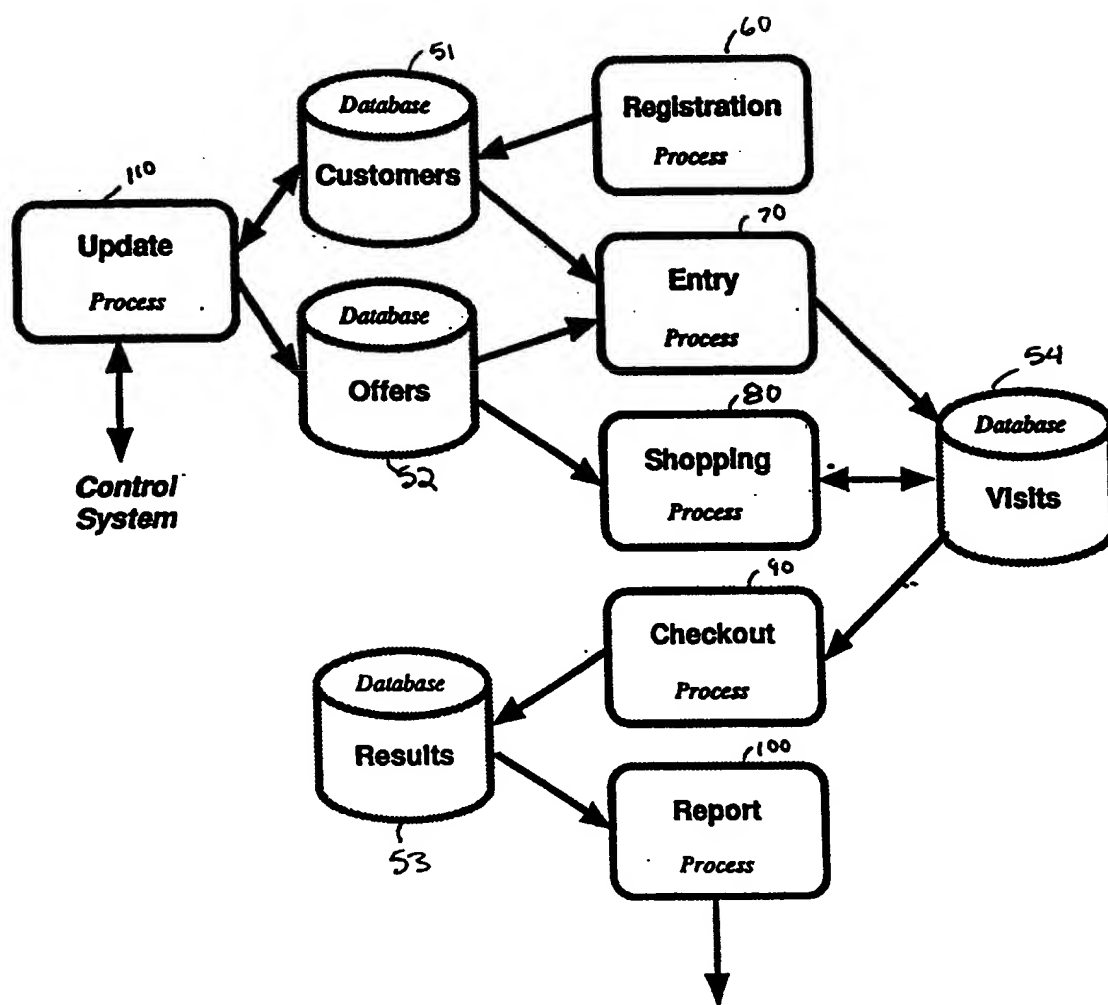 60
51
Database
Registration
Process
Customers
110
Update
Process
70
Entry
Process
Database
Offers
52
54
Database
Visits
80
Shopping
Process
Control
System
90
Checkout
Process
Database
Results
53
100
Report
Process